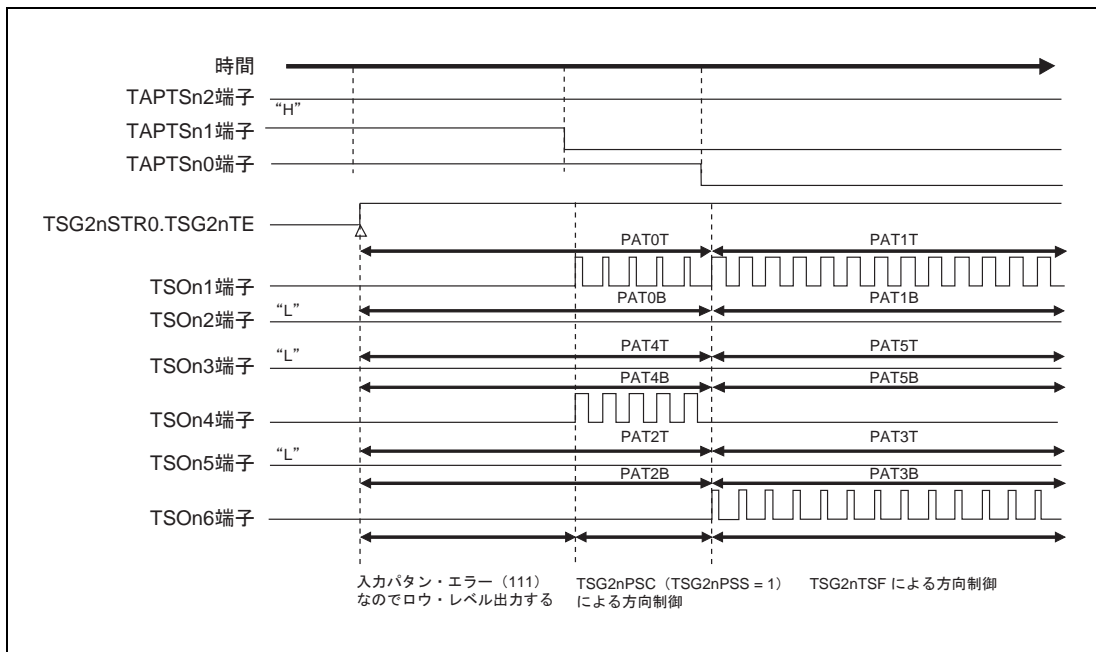 時間
TAPTSn2端子
“H”
TAPTSn1端子
TAPTSn0端子
TSG2nSTR0.TSG2nTE
PAT0T
PAT1T
TSOn1端子
PAT0B
PAT1B
TSOn2端子
“L”
TSOn3端子
“L”
PAT4T
PAT5T
PAT4B
PAT5B
TSOn4端子
PAT2T
PAT3T
TSOn5端子
“L”
PAT2B
PAT3B
TSOn6端子
入力パタン・エラー（111）
なのでロウ・レベル出力する
TSG2nPSC（TSG2nPSS = 1）
による方向制御
TSG2nTSF による方向制御